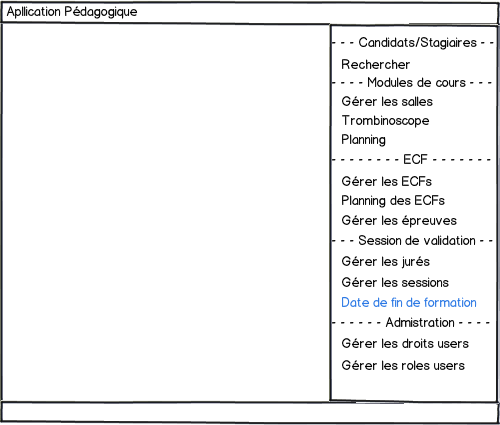 Apllication Pédagogique
- - - Candidats/Stagiaires - -
Rechercher
- - - - Modules de cours - - -
Gérer les salles
Trombinoscope
Planning
- - - - - - - - ECF - - - - - - -
Gérer les ECFs
Planning des ECFs
Gérer les épreuves
- - - Session de validation - -
Gérer les jurés
Gérer les sessions
Date de fin de formation
- - - - - - Admistration - - - -
Gérer les droits users
Gérer les roles users